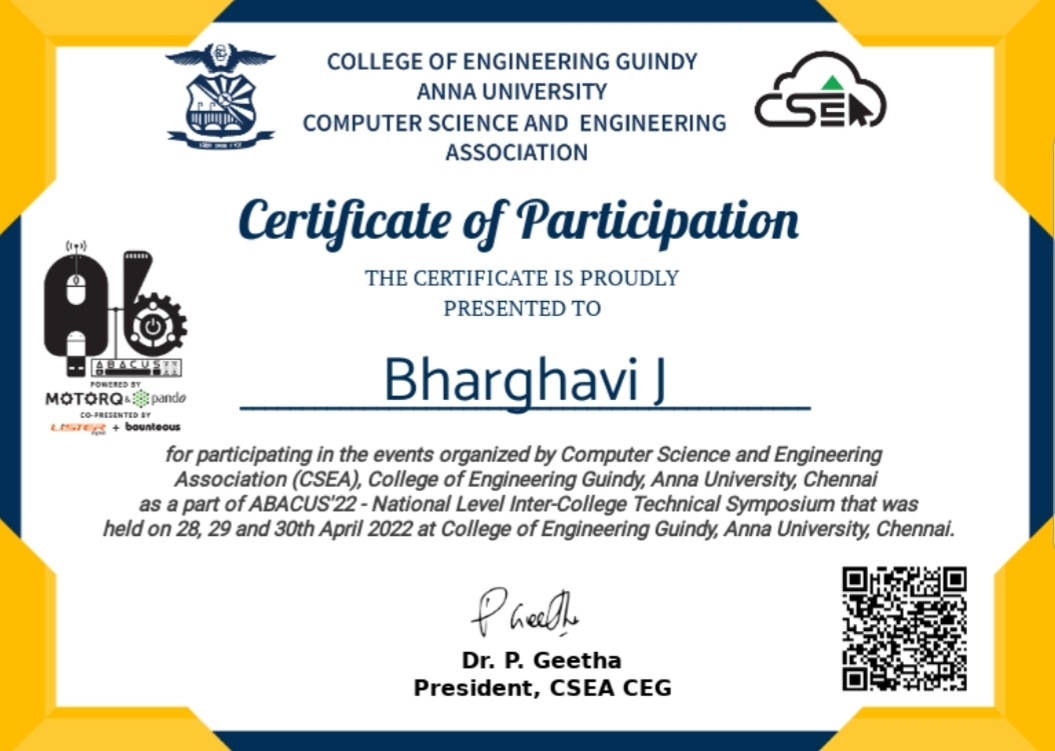 COLLEGE OF ENGINEERING GUINDY
ANNA UNIVERSITY
COMPUTER SCIENCE AND ENGINEERING
ASSOCIATION
CSEA
Certificate of Participation
THE CERTIFICATE IS PROUDLY
PRESENTED TO
Ab
ABACUS
POWERED BY
MOTORQ & pando
CO-PRESENTED BY
LISTER + bounteous
Bharghavi J
for participating in the events organized by Computer Science and Engineering
Association (CSEA), College of Engineering Guindy, Anna University, Chennai
as a part of ABACUS'22 - National Level Inter-College Technical Symposium that was
held on 28, 29 and 30th April 2022 at College of Engineering Guindy, Anna University, Chennai.
P Geetha
Dr. P. Geetha
President, CSEA CEG